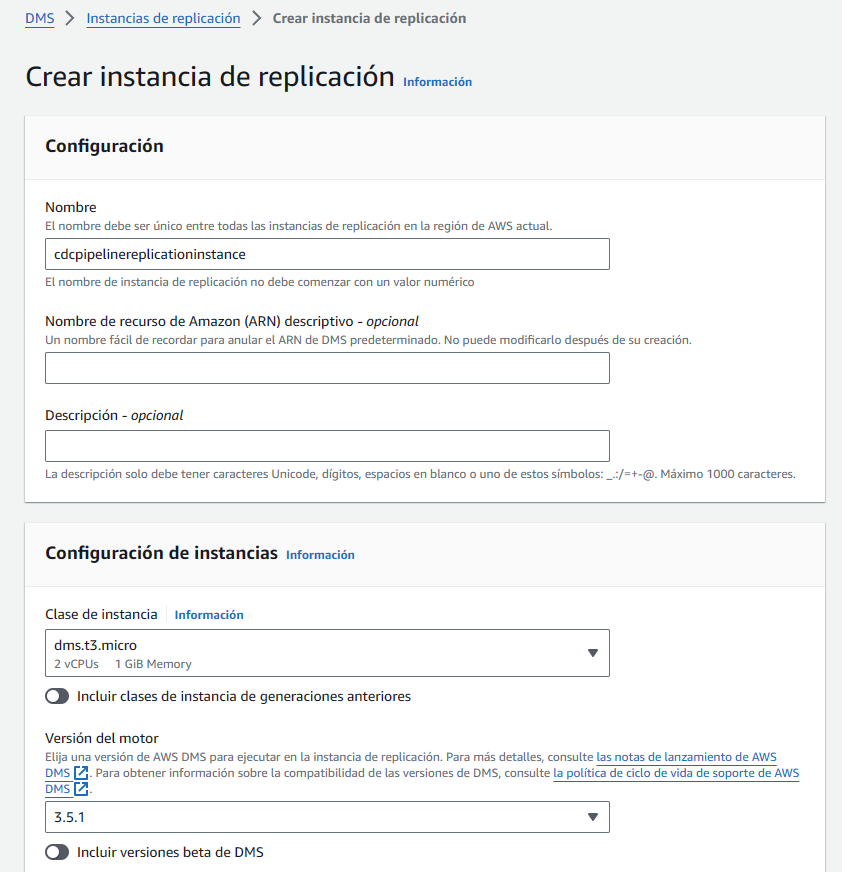 DMS > Instancias de replicación > Crear instancia de replicación
Crear instancia de replicación Información
Configuración
Nombre
El nombre debe ser único entre todas las instancias de replicación en la región de AWS actual.
cdcpipelinereplicationinstance
El nombre de instancia de replicación no debe comenzar con un valor numérico
Nombre de recurso de Amazon (ARN) descriptivo - opcional
Un nombre fácil de recordar para anular el ARN de DMS predeterminado. No puede modificarlo después de su creación.
Descripción - opcional
La descripción solo debe tener caracteres Unicode, dígitos, espacios en blanco o uno de estos símbolos: _.:/=+-@. Máximo 1000 caracteres.
Configuración de instancias Información
Clase de instancia Información
dms.t3.micro
2 vCPUs 1 GiB Memory
Incluir clases de instancia de generaciones anteriores
Versión del motor
Elija una versión de AWS DMS para ejecutar en la instancia de replicación. Para más detalles, consulte las notas de lanzamiento de AWS
DMS. Para obtener información sobre la compatibilidad de las versiones de DMS, consulte la política de ciclo de vida de soporte de AWS
DMS.
3.5.1
Incluir versiones beta de DMS